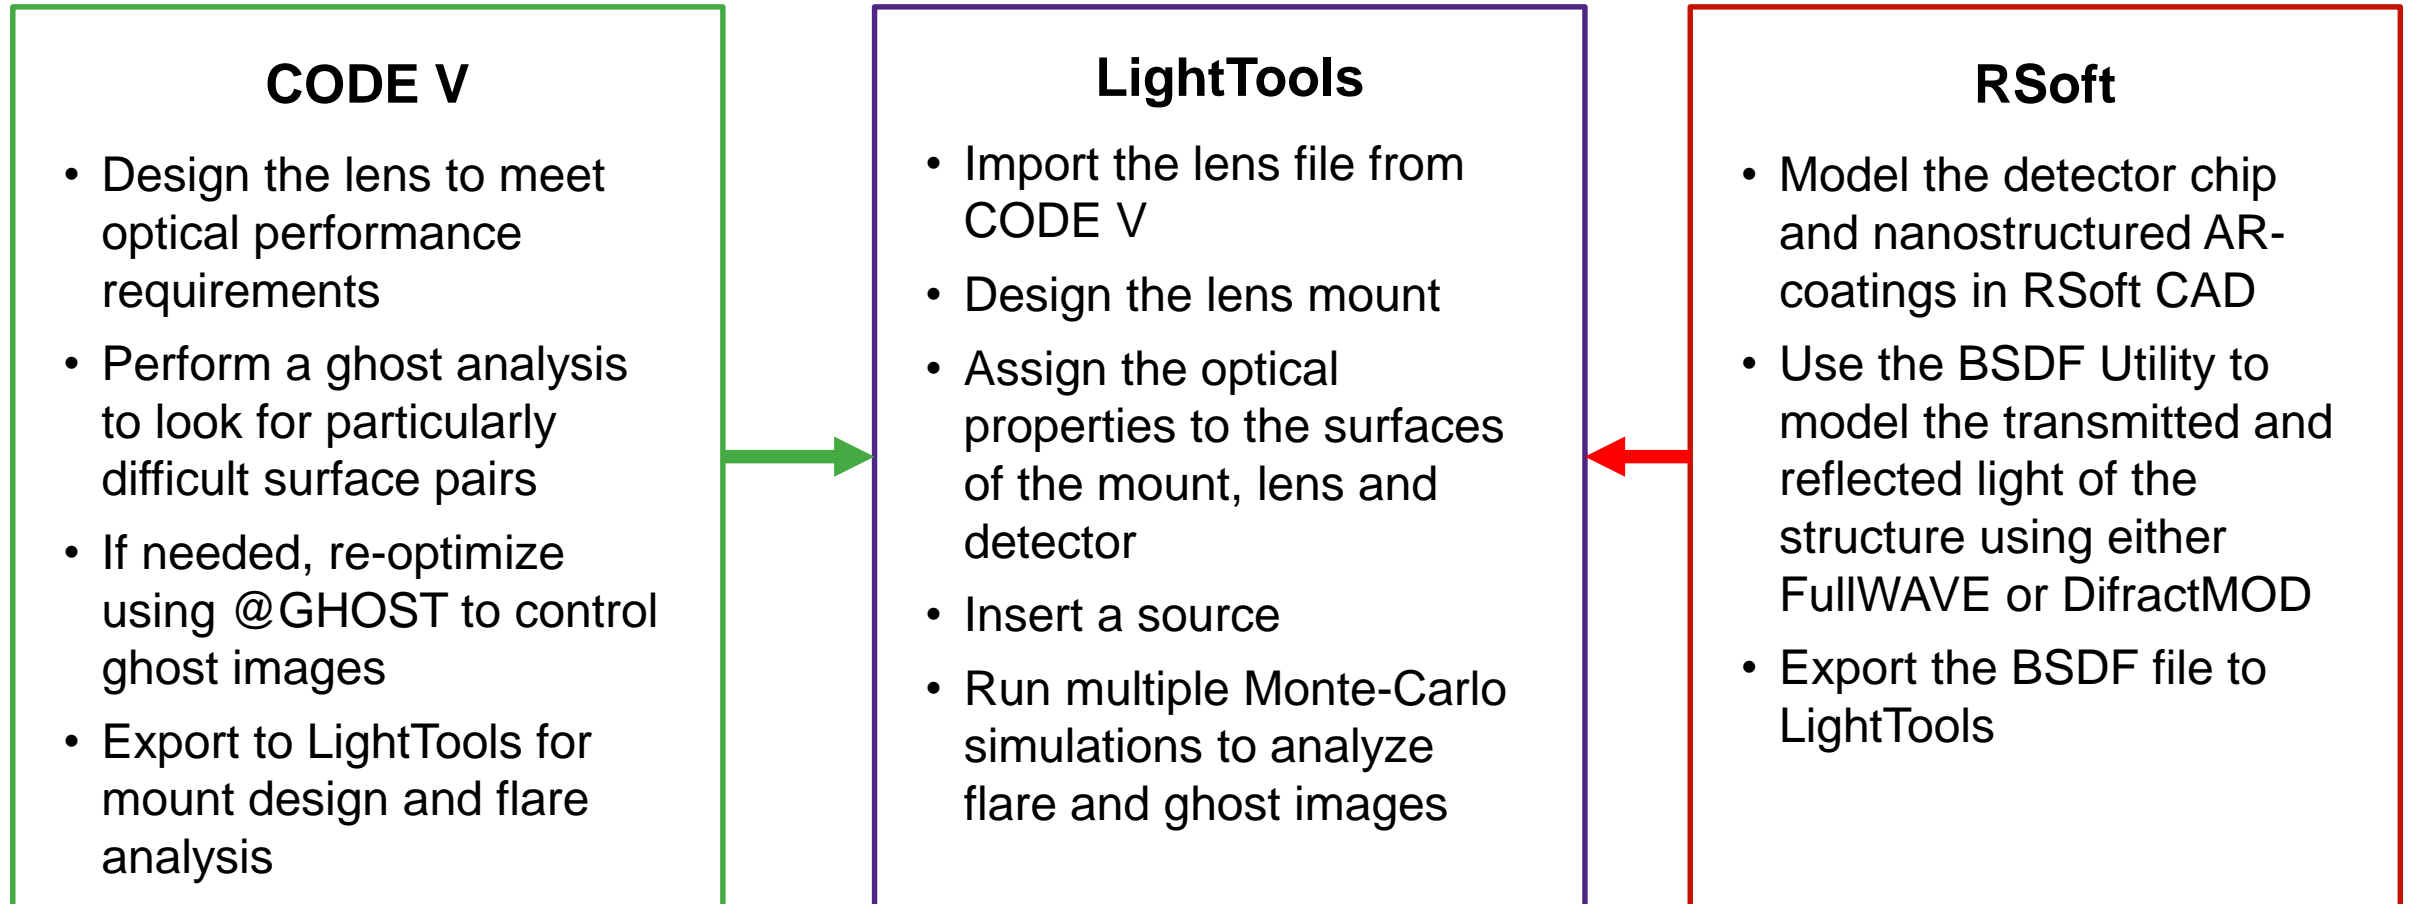 CODE V
• Design the lens to meet
optical performance
requirements
• Perform a ghost analysis
to look for particularly
difficult surface pairs
• If needed, re-optimize
using @GHOST to control
ghost images
• Export to LightTools for
mount design and flare
analysis
LightTools
• Import the lens file from
CODE V
• Design the lens mount
• Assign the optical
properties to the surfaces
of the mount, lens and
detector
• Insert a source
• Run multiple Monte-Carlo
simulations to analyze
flare and ghost images
RSoft
• Model the detector chip
and nanostructured AR-
coatings in RSoft CAD
• Use the BSDF Utility to
model the transmitted and
reflected light of the
structure using either
FullWAVE or DifractMOD
• Export the BSDF file to
LightTools